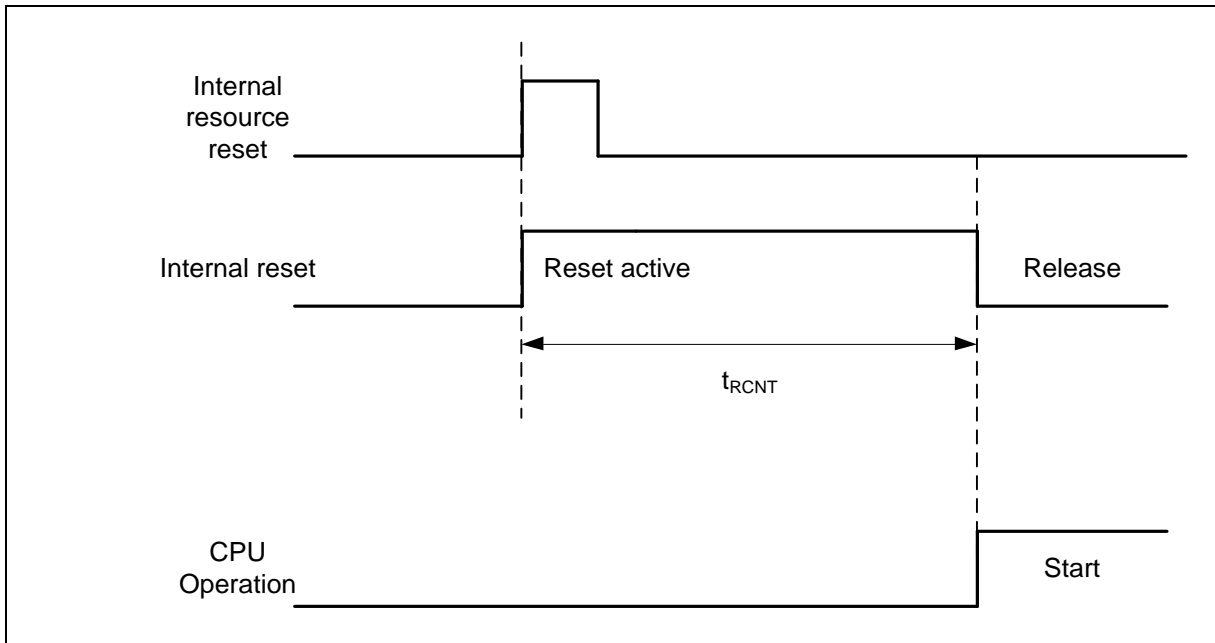 Internal
resource
reset
Internal reset
Reset active
Release
tRCNT
CPU
Operation
Start